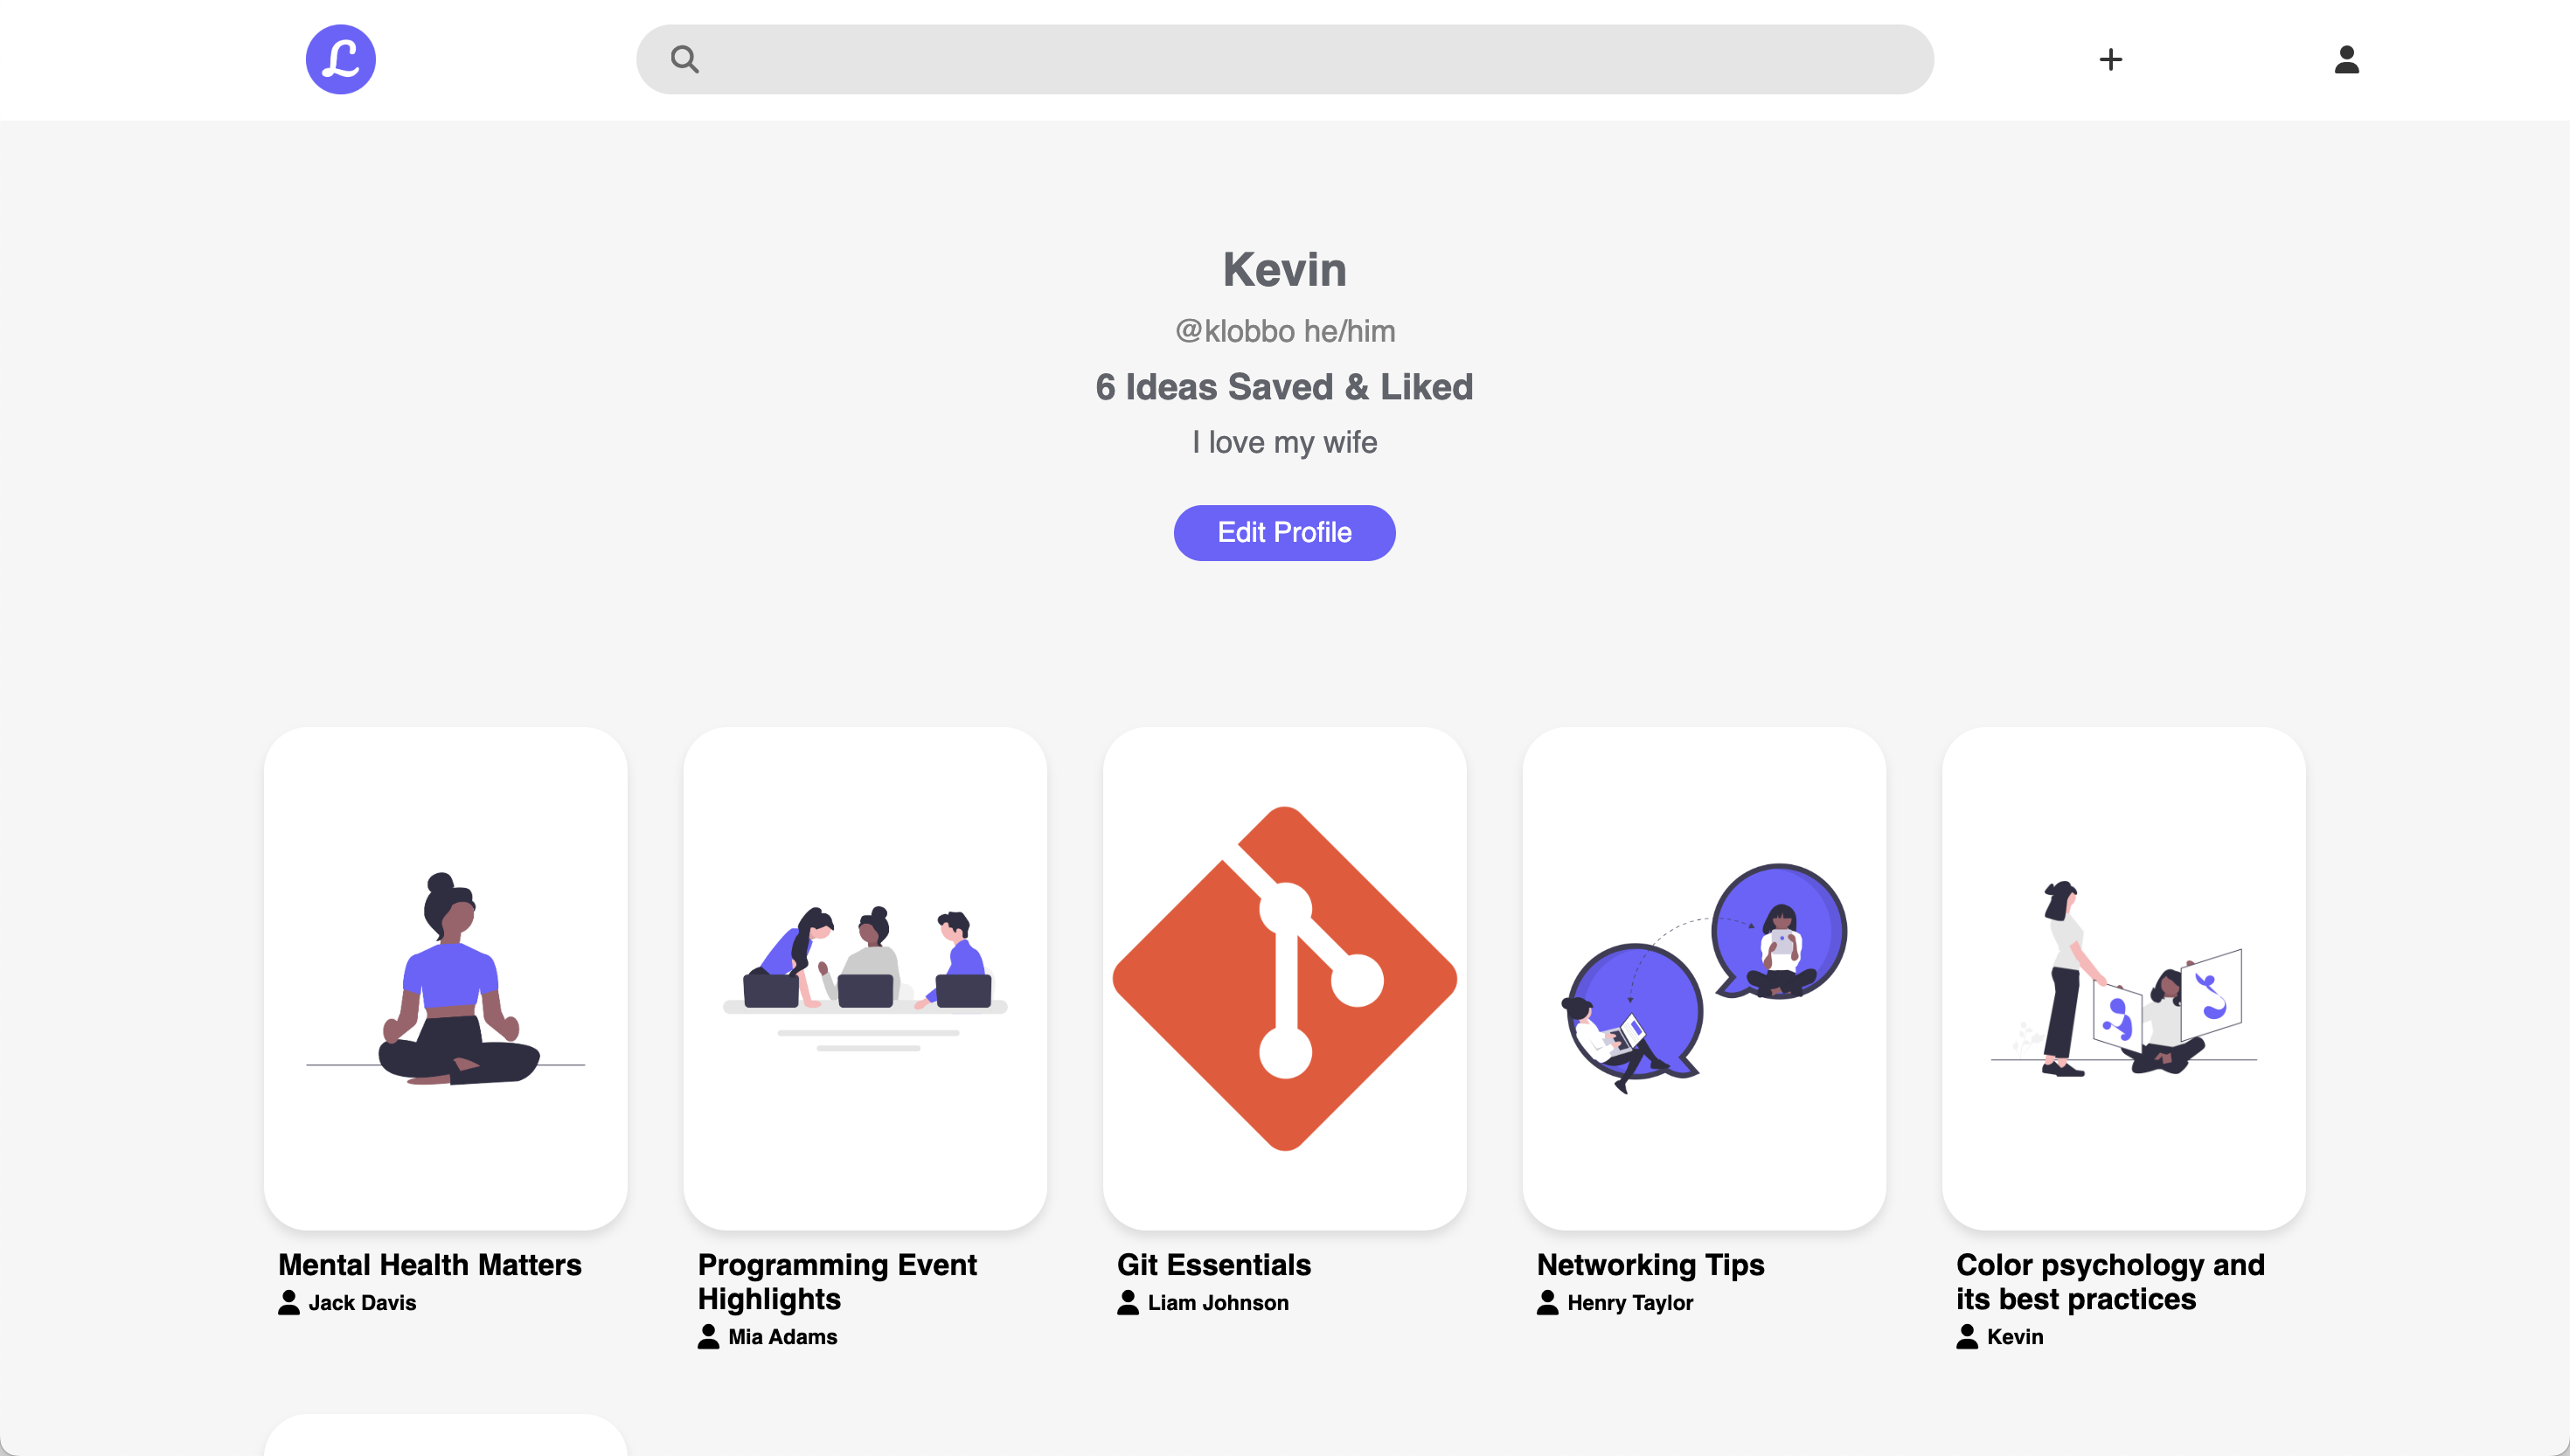 L
Kevin
@klobbo he/him
6 Ideas Saved & Liked
I love my wife
Edit Profile
Mental Health Matters
Jack Davis
Programming Event
Highlights
Mia Adams
Git Essentials
Liam Johnson
Networking Tips
Henry Taylor
Color psychology and
its best practices
Kevin